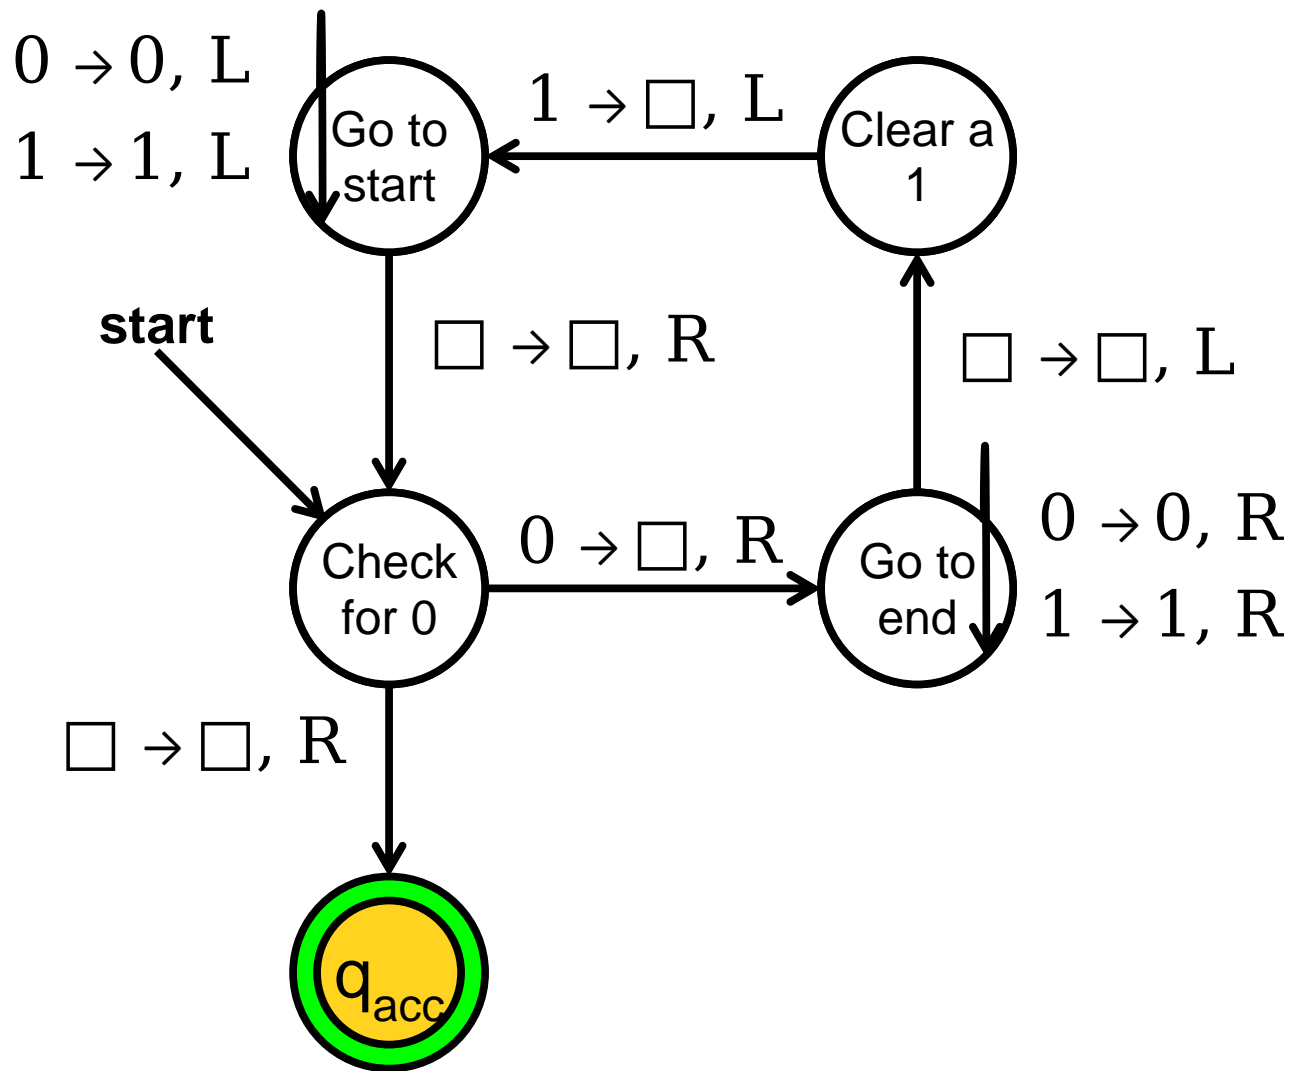 0 → 0, L
1 → 1, L
Go to
start
1 → □, L
Clear a
1
start
□ → □, R
□ → □, L
Check
for 0
0 → □, R
Go to
end
0 → 0, R
1 → 1, R
□ → □, R
qacc